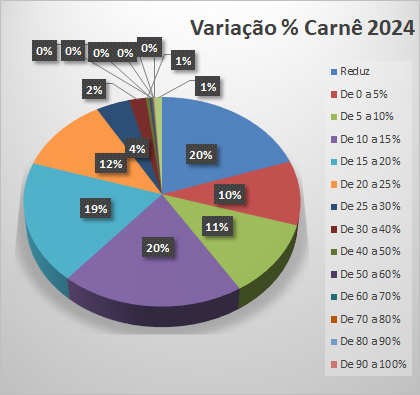 Variação % Carnê 2024
0%
0%
0%
0%
0%
1%
1%
2%
4%
12%
19%
20%
11%
10%
20%
Reduz
De 0 a 5%
De 5 a 10%
De 10 a 15%
De 15 a 20%
De 20 a 25%
De 25 a 30%
De 30 a 40%
De 40 a 50%
De 50 a 60%
De 60 a 70%
De 70 a 80%
De 80 a 90%
De 90 a 100%